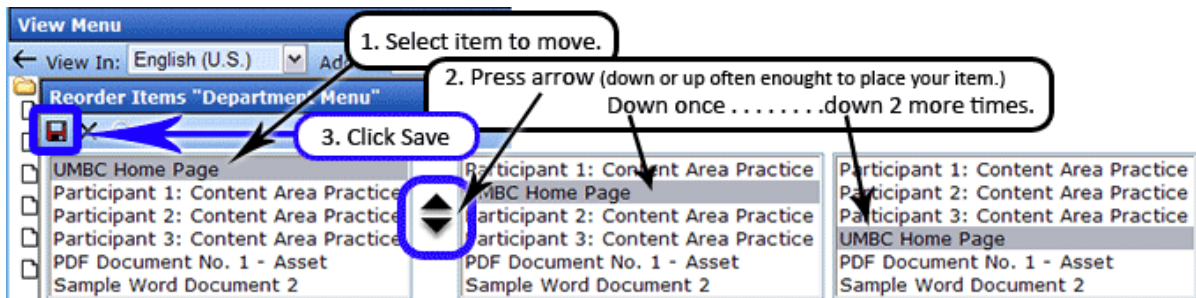 View Menu
View In: English (U.S.)
1. Select item to move.
2. Press arrow (down or up often enought to place your item.)
Down once . . . . . . . .down 2 more times.
Reorder Items "Department Menu"
3. Click Save
UMBC Home Page
Participant 1: Content Area Practice
Participant 2: Content Area Practice
Participant 3: Content Area Practice
PDF Document No. 1 - Asset
Sample Word Document 2
Participant 1: Content Area Practice
UMBC Home Page
Participant 2: Content Area Practice
Participant 3: Content Area Practice
PDF Document No. 1 - Asset
Sample Word Document 2
Participant 1: Content Area Practice
Participant 2: Content Area Practice
Participant 3: Content Area Practice
UMBC Home Page
PDF Document No. 1 - Asset
Sample Word Document 2